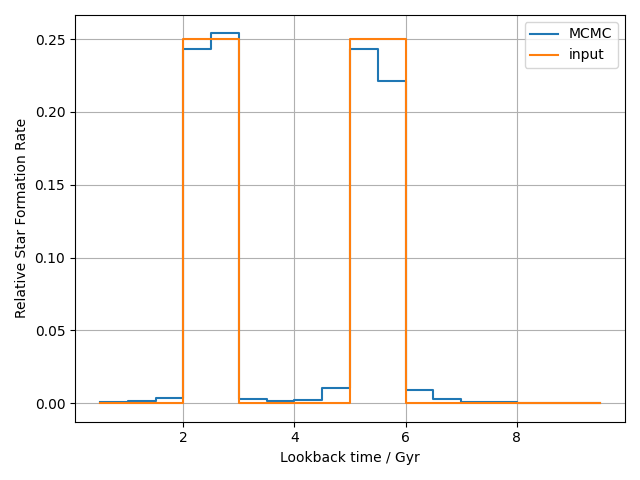 MCMC
input
0.25
0.20
0.15
0.10
0.05
0.00
Relative Star Formation Rate
2 4 6 8
Lookback time / Gyr